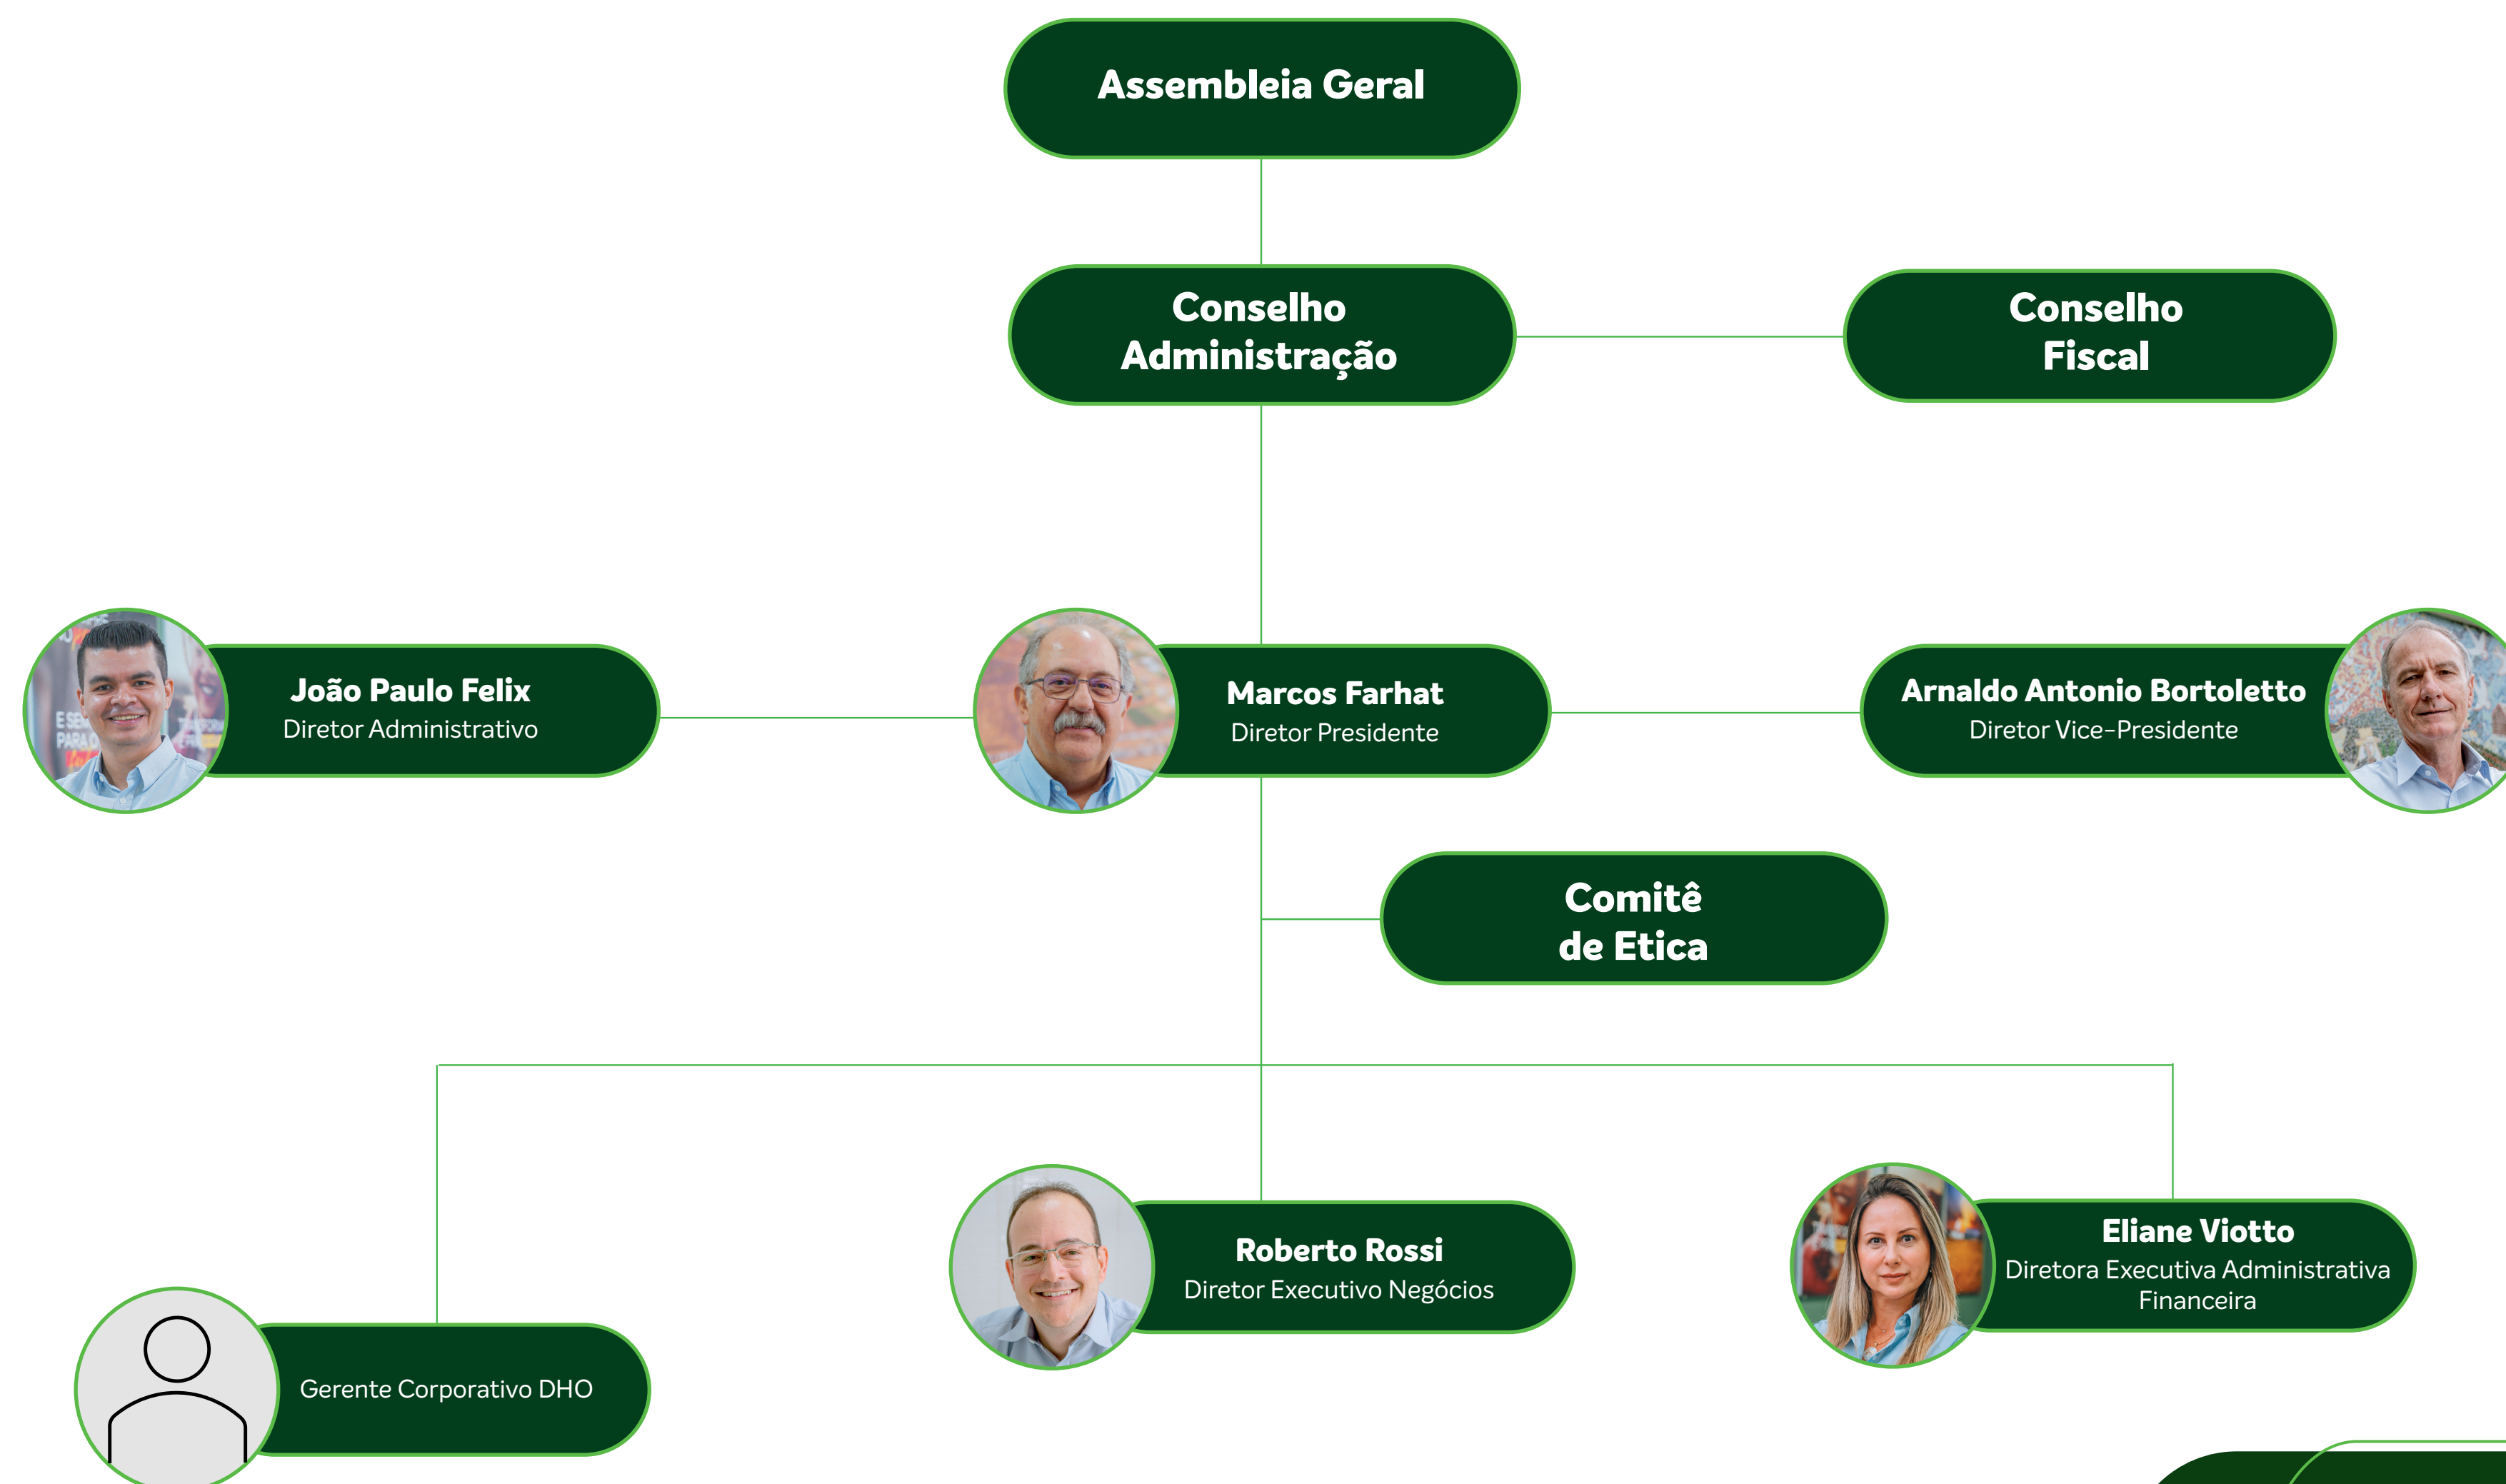 Assembleia Geral
Conselho
Administração
Conselho
Fiscal
João Paulo Felix
Diretor Administrativo
Marcos Farhat
Diretor Presidente
Arnaldo Antonio Bortoletto
Diretor Vice-Presidente
Comitê
de Etica
Roberto Rossi
Diretor Executivo Negócios
Eliane Viotto
Diretora Executiva Administrativa
Financeira
Gerente Corporativo DHO